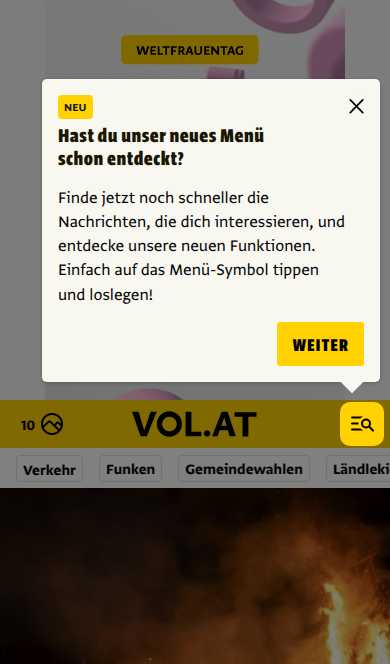 WELTFRAUENTAG
NEU
Hast du unser neues Menü
schon entdeckt?
Finde jetzt noch schneller die
Nachrichten, die dich interessieren, und
entdecke unsere neuen Funktionen.
Einfach auf das Menü-Symbol tippen
und loslegen!
WEITER
10 VOL.AT
Verkehr Funken Gemeindewahlen Ländleki